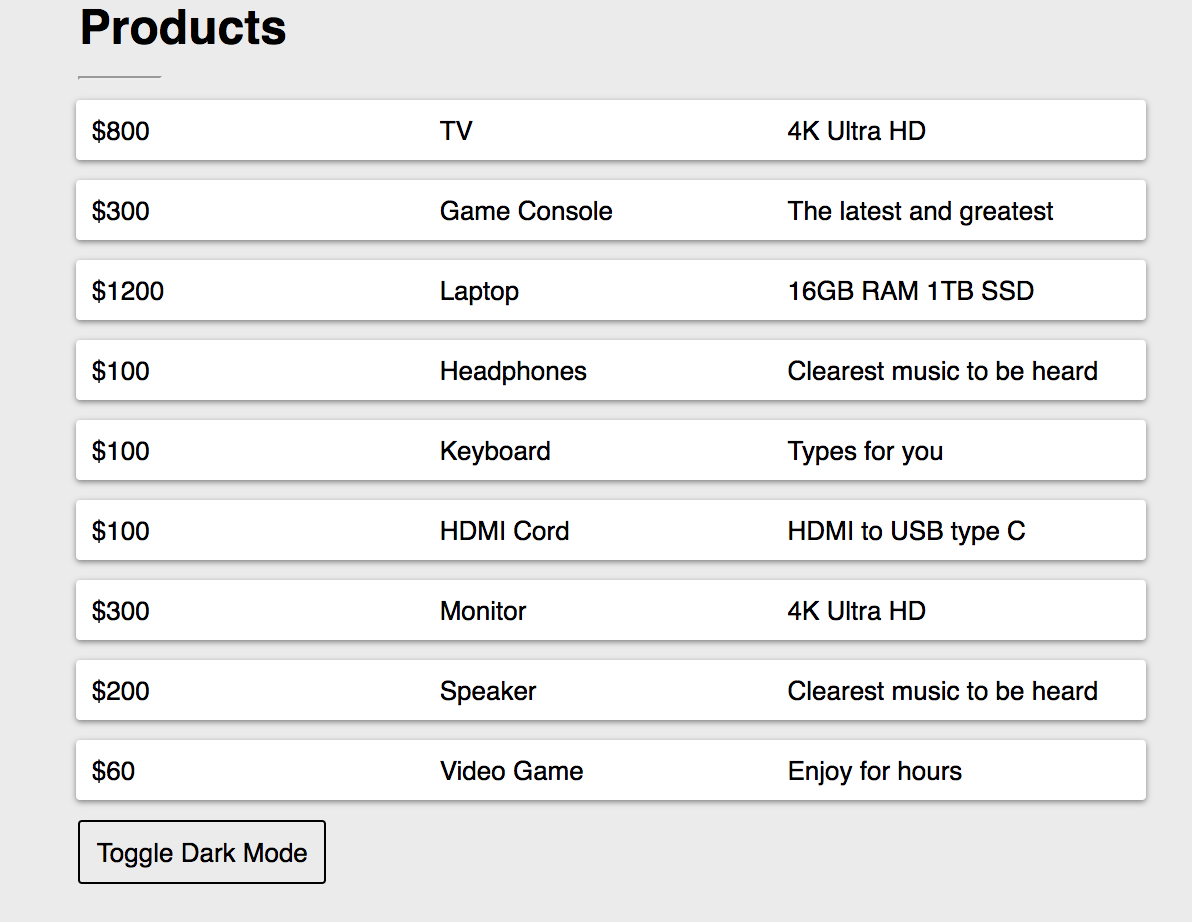 Products
$800 TV 4K Ultra HD
$300 Game Console The latest and greatest
$1200 Laptop 16GB RAM 1TB SSD
$100 Headphones Clearest music to be heard
$100 Keyboard Types for you
$100 HDMI Cord HDMI to USB type C
$300 Monitor 4K Ultra HD
$200 Speaker Clearest music to be heard
$60 Video Game Enjoy for hours
Toggle Dark Mode